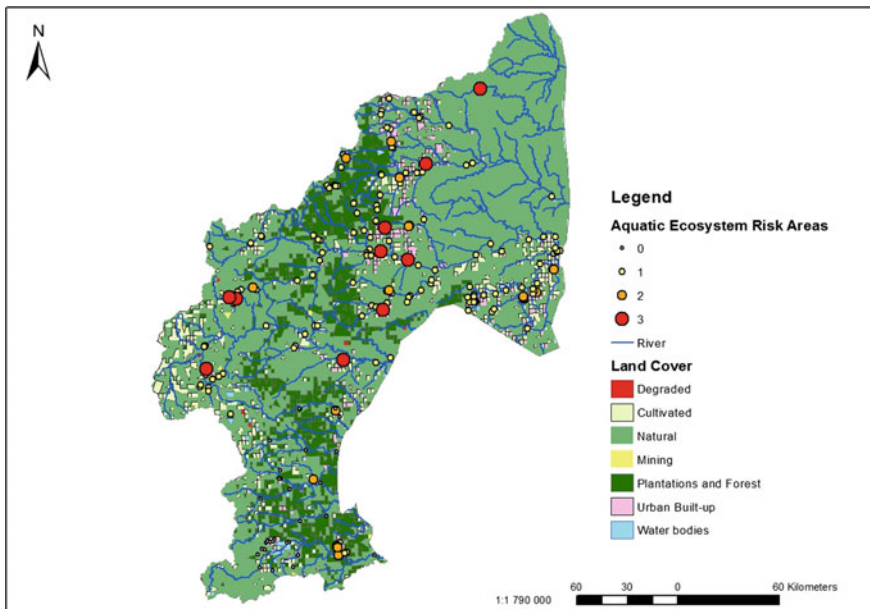 N
Legend
Aquatic Ecosystem Risk Areas
0
1
2
3
River
Land Cover
Degraded
Cultivated
Natural
Mining
Plantations and Forest
Urban Built-up
Water bodies
1:1 790 000
60 30 0 60 Kilometers